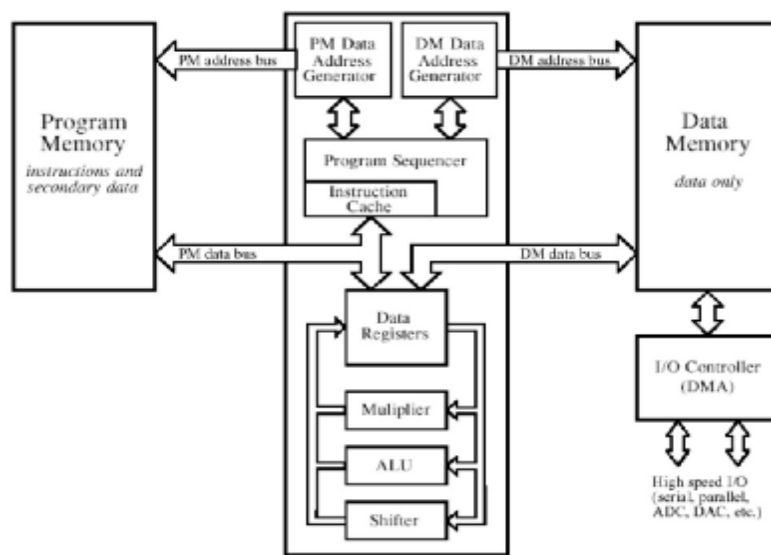 PM Data
Address
Generator
DM Data
Address
Generator
PM address bus
DM address bus
Program
Memory
instructions and
secondary data
Data
Memory
data only
Program Sequencer
Instruction
Cache
PM data bus
DM data bus
Data
Registers
I/O Controller
(DMA)
Muliplier
ALU
Shifter
High speed I/O
(serial, parallel,
ADC, DAC, etc.)